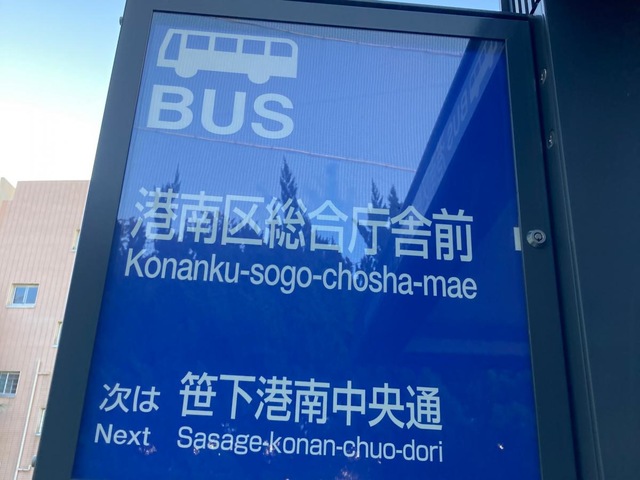 BUS
港南区総合庁舎前
Konanku-sogo-chosha-mae
次は 笹下港南中央通
Next Sasage-konan-chuo-dori